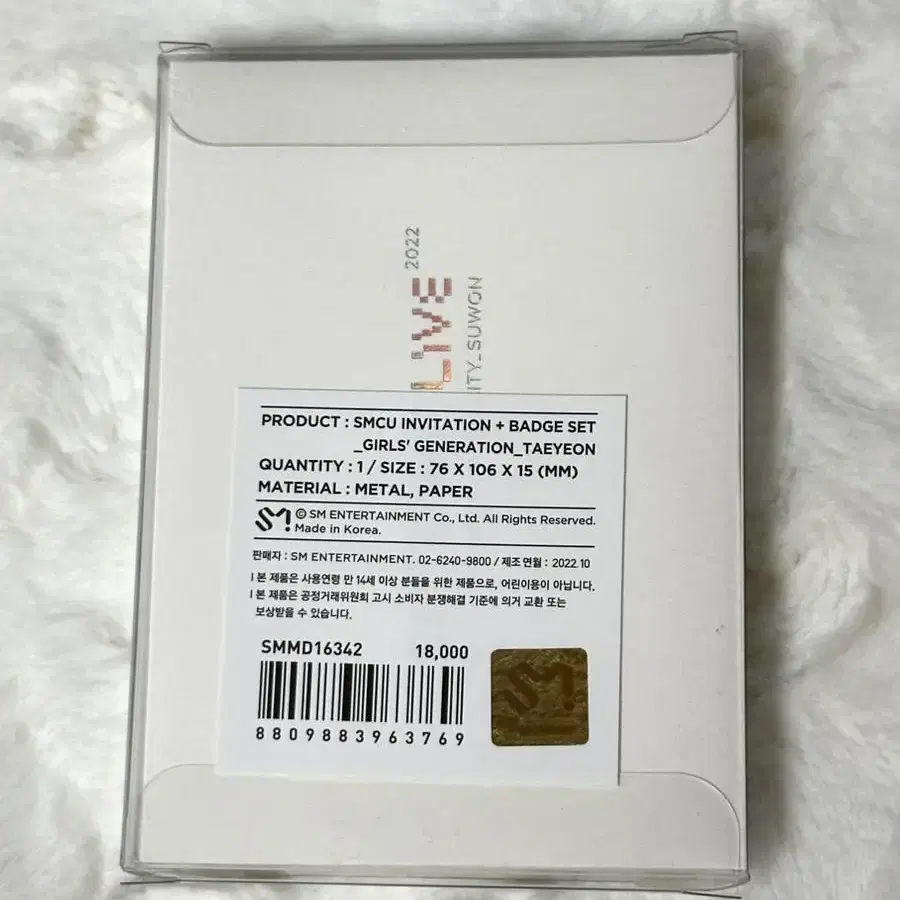 2022
LIVE
ITY_SUWON
PRODUCT : SMCU INVITATION + BADGE SET
_GIRLS' GENERATION_TAEYEON
QUANTITY : 1 / SIZE : 76 X 106 X 15 (MM)
MATERIAL : METAL, PAPER
SM! © SM ENTERTAINMENT Co., Ltd. All Rights Reserved.
Made in Korea.
판매자 : SM ENTERTAINMENT. 02-6240-9800 / 제조 연월 : 2022.10
I 본 제품은 사용연령 만 14세 이상 분들을 위한 제품으로, 어린이용이 아닙니다.
I 본 제품은 공정거래위원회 고시 소비자 분쟁해결 기준에 의거 교환 또는
보상받을 수 있습니다.
SMMD16342 18,000
8809883963769
SM!